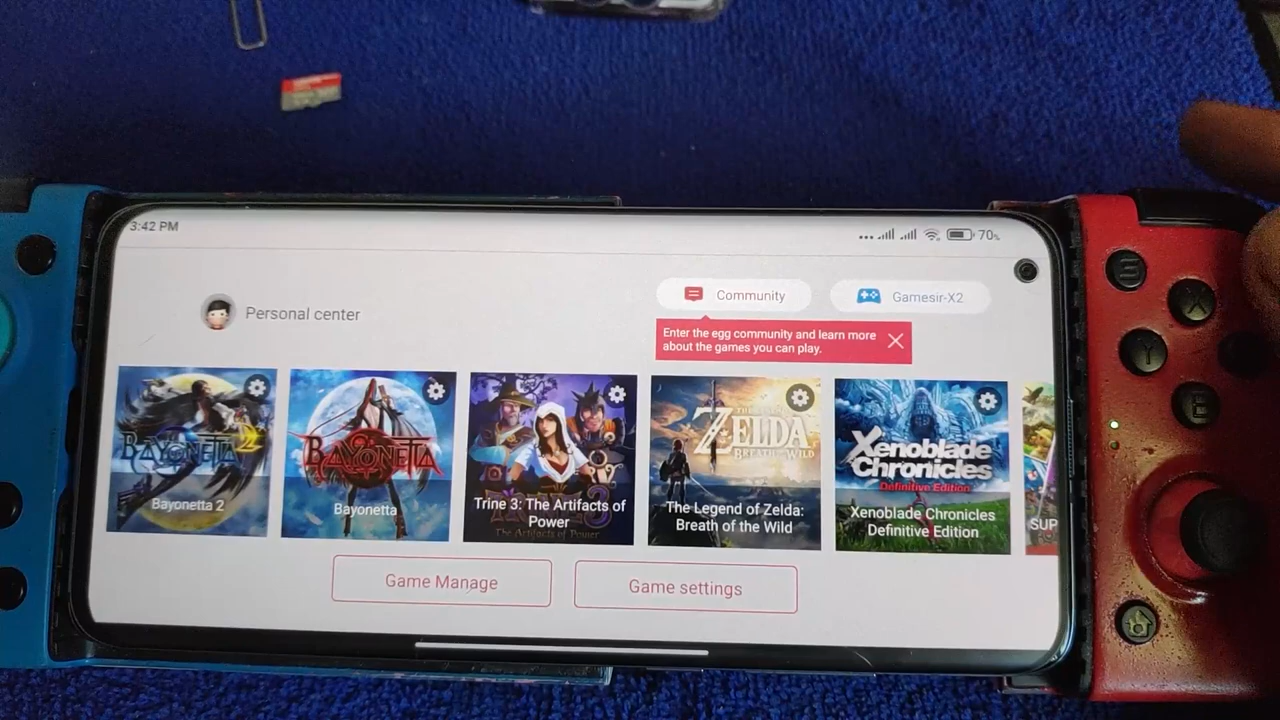 3:42 PM
70%
Personal center
Community
Gamesir-X2
Enter the egg community and learn more
about the games you can play.
BAYONETTA 2
Bayonetta 2
BAYONETTA
Bayonetta
Trine 3: The Artifacts of
Power
The Artifacts of Power
THE LEGEND OF
ZELDA
BREATH OF THE WILD
The Legend of Zelda:
Breath of the Wild
Xenoblade
Chronicles
Definitive Edition
Xenoblade Chronicles
Definitive Edition
SUP
Game Manage
Game settings
S
X
Y
B